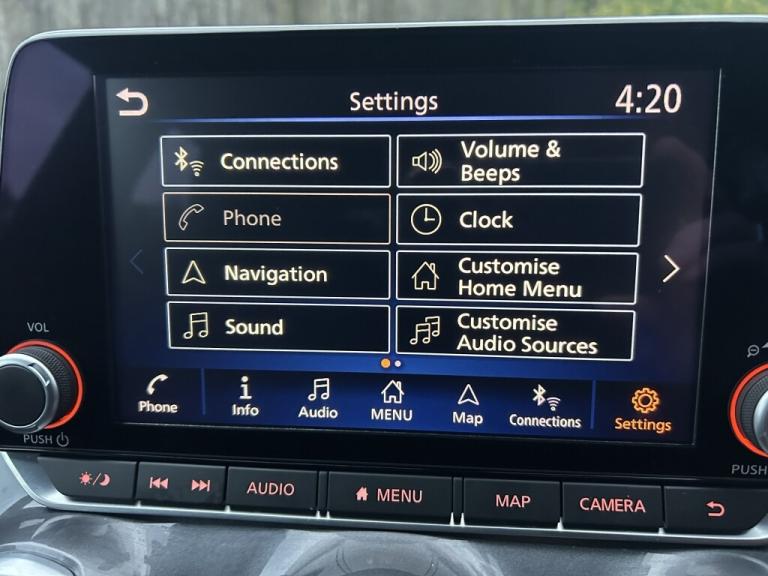 Settings
4:20
Connections
Volume &
Beeps
Phone
Clock
Navigation
Customise
Home Menu
Sound
Customise
Audio Sources
Phone
Info
Audio
MENU
Map
Connections
Settings
VOL
PUSH
PUSH
AUDIO
MENU
MAP
CAMERA